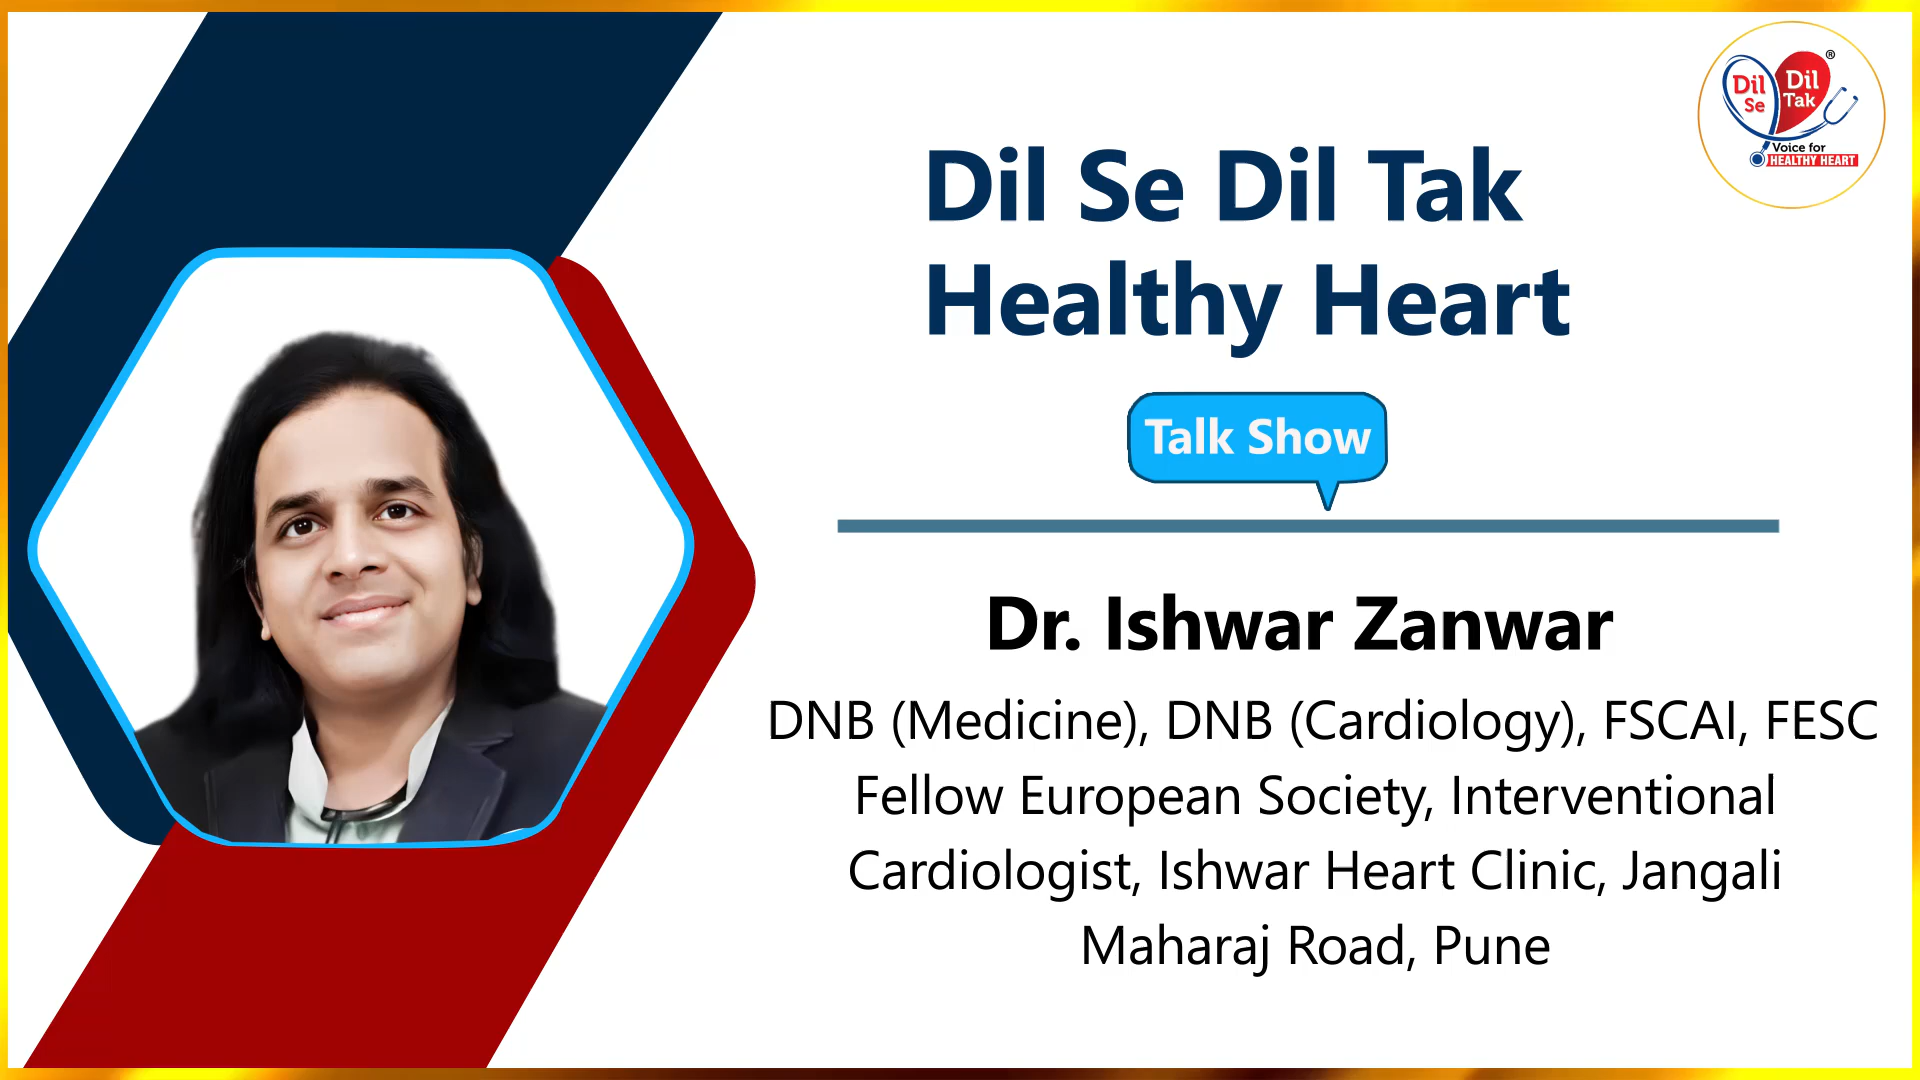 Dil Dil ®
Se Tak
Voice for
HEALTHY HEART
Dil Se Dil Tak
Healthy Heart
Talk Show
Dr. Ishwar Zanwar
DNB (Medicine), DNB (Cardiology), FSCAI, FESC
Fellow European Society, Interventional
Cardiologist, Ishwar Heart Clinic, Jangali
Maharaj Road, Pune